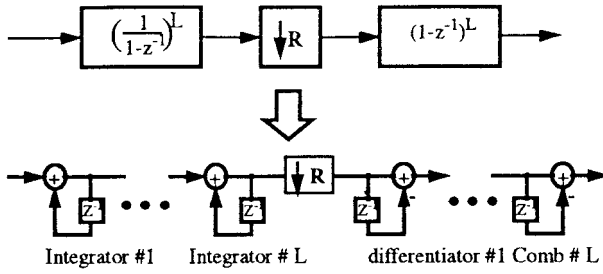 (1/(1-z⁻¹))ᴸ ↓R (1-z⁻¹)ᴸ
+ + ↓ R + +
Z⁻¹ • • • Z⁻¹ Z⁻¹ - • • • Z⁻¹ -
Integrator #1 Integrator # L differentiator #1 Comb # L